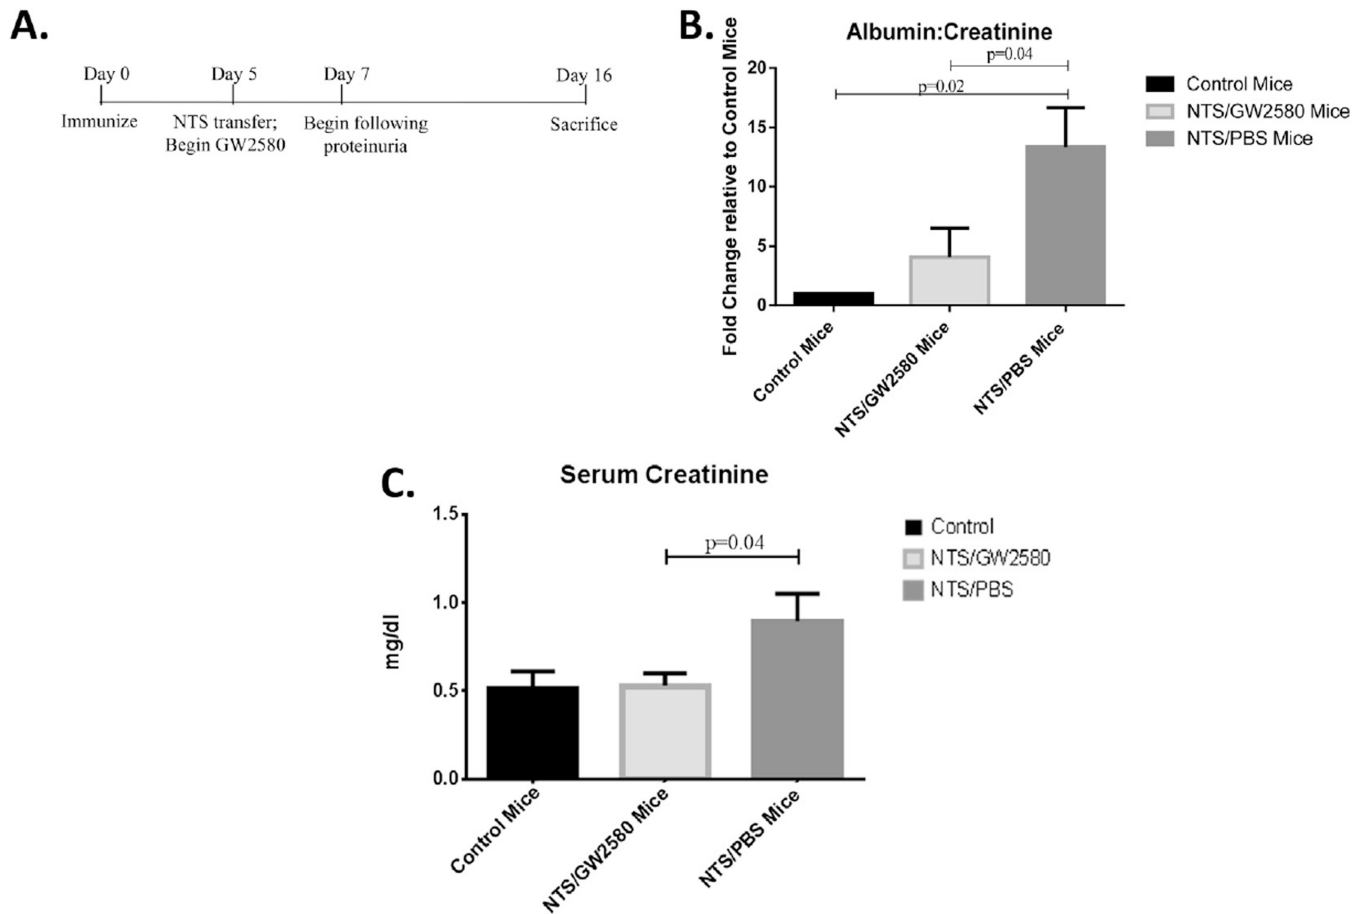 A.
Day 0
Day 5
Day 7
Day 16
Immunize
NTS transfer;
Begin GW2580
Begin following
proteinuria
Sacrifice
B.
Albumin:Creatinine
Fold Change relative to Control Mice
20
15
10
5
0
p=0.04
p=0.02
Control Mice
NTS/GW2580 Mice
NTS/PBS Mice
Control Mice
NTS/GW2580 Mice
NTS/PBS Mice
C.
Serum Creatinine
mg/dl
1.5
1.0
0.5
0.0
p=0.04
Control Mice
NTS/GW2580 Mice
NTS/PBS Mice
Control
NTS/GW2580
NTS/PBS